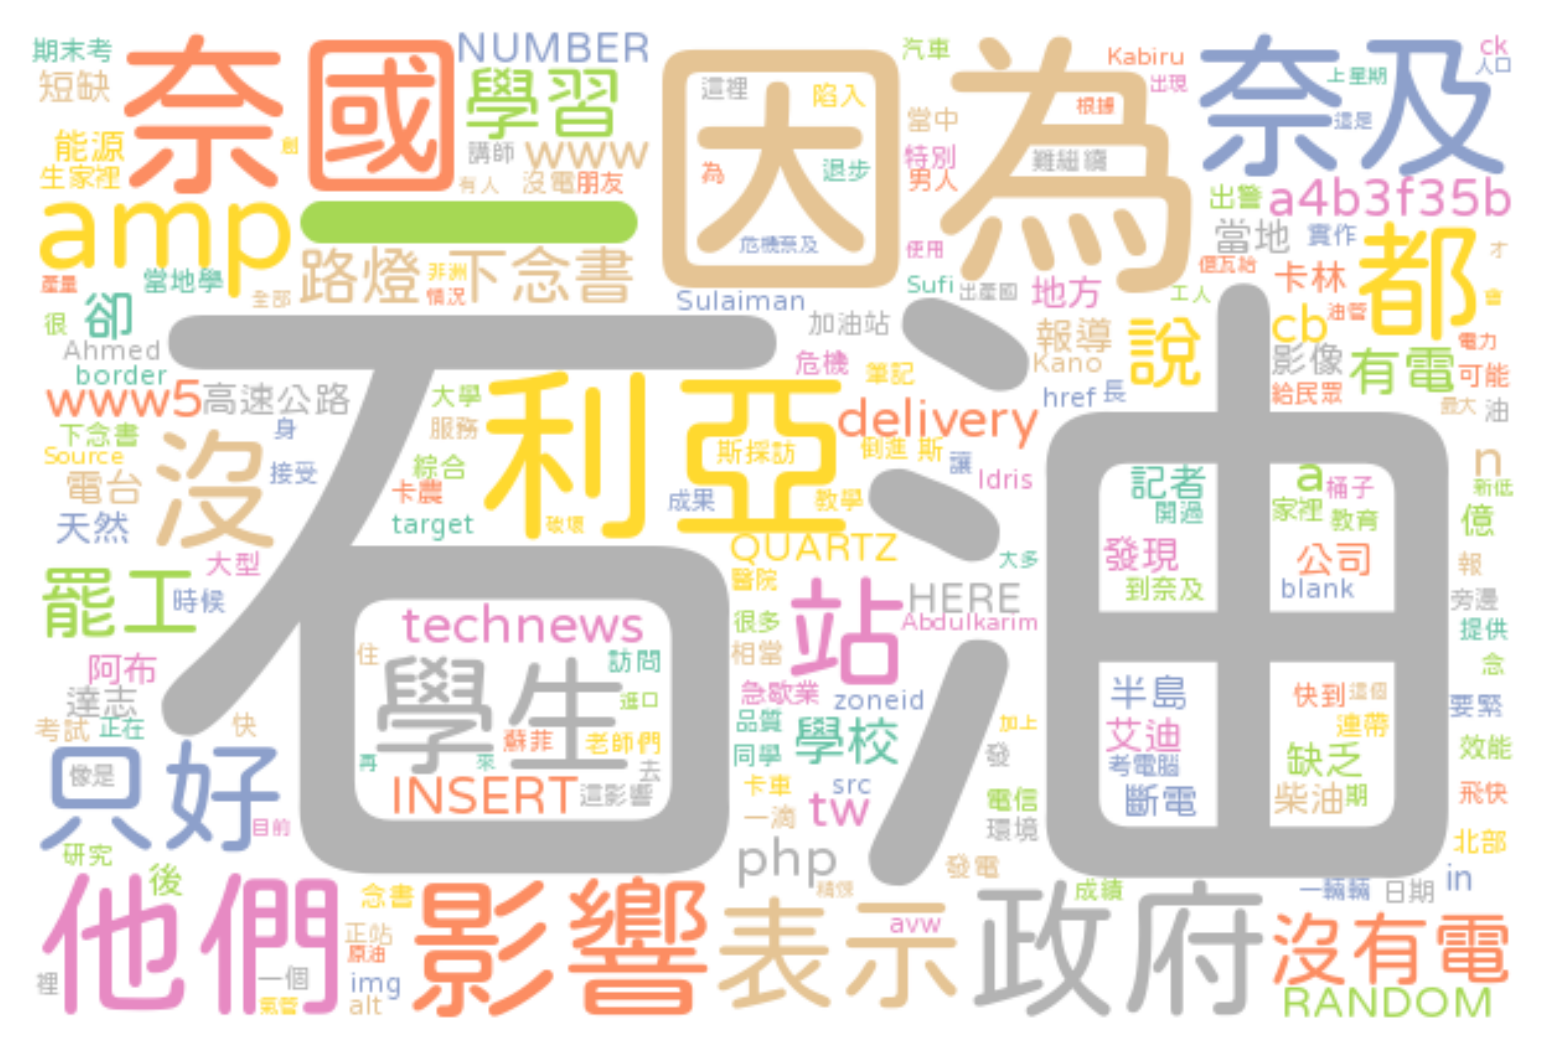 期末考
奈
國
NUMBER
因為
汽車
Kabiru
奈及
ck
人口
短缺
學習
這裡
陷入
出現
上星期
能源
創
講師
www
當中
根據
這是
生家裡
有人
沒電
朋友
為
退步
特別
男人
難繼續
出警
a4b3f35b
amp
一
危機奈及
使用
當地
實作
都
才
產量
當地學
全部
路燈
非洲
情況
下念書
Sulaiman
Sufi
出產國
地方
工人
億瓦給
卡林
會
很
卻
加油站
報導
說
cb
油管
Ahmed
石油
危機
Kano
影像
有電
電力
border
大學
利亞
筆記
href
長
給民眾
可能
www5
高速公路
delivery
最大
油
下念書
身
服務
斯採訪
倒進
斯
Source
沒
接受
綜合
讓
記者
a
n
電台
卡農
成果
教學
Idris
開過
家裡
桶子
新低
天然
target
破壞
教育
億
QUARTZ
發現
公司
大型
醫院
大多
報
罷工
時候
站
HERE
到奈及
blank
旁邊
technews
很多
Abdulkarim
提供
阿布
住
學生
訪問
相當
念
達志
進口
急歇業
zoneid
半島
快到
這個
要緊
考試
正在
快
蘇菲
老師們
品質
學校
加上
艾迪
連帶
只好
像是
再
來
去
同學
發
考電腦
缺乏
效能
INSERT
這影響
卡車
src
電信
斷電
柴油
期
飛快
目前
一滴
tw
環境
研究
php
發電
北部
他們
後
念書
影響
精煉
成績
一輛輛
日期
in
正站
表示
avw
政府
沒有電
裡
一個
原油
氣管
img
alt
RANDOM